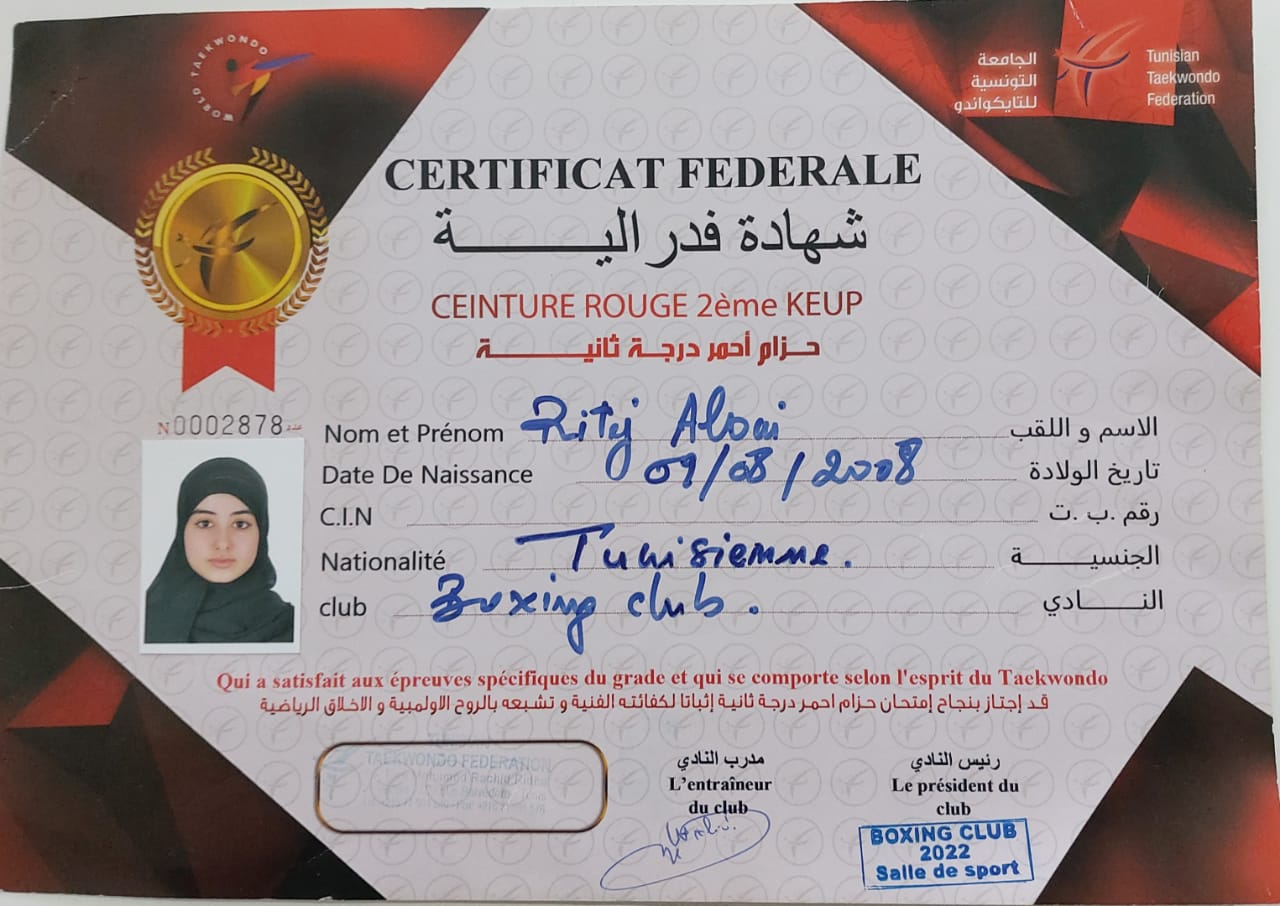 WORLD TAEKWONDO
الجامعة
التونسية
للتايكواندو
Tunisian
Taekwondo
Federation
CERTIFICAT FEDERALE
شهادة فدرالية
CEINTURE ROUGE 2ème KEUP
حزام أحمر درجة ثانية
N0002878 عدد
Nom et Prénom Ritej Aloui الاسم و اللقب
Date De Naissance 09/08/2008 تاريخ الولادة
C.I.N رقم ب. ت.
Nationalité Tunisienne. الجنسية
club Boxing club. النادي
Qui a satisfait aux épreuves spécifiques du grade et qui se comporte selon l'esprit du Taekwondo
قد إجتاز بنجاح إمتحان حزام احمر درجة ثانية إثباتا لكفائته الفنية و تشبعه بالروح الاولمبية و الاخلاق الرياضية
TAEKWONDO FEDERATION
مدرب النادي
L'entraîneur
du club
رئيس النادي
Le président du
club
BOXING CLUB
2022
Salle de sport